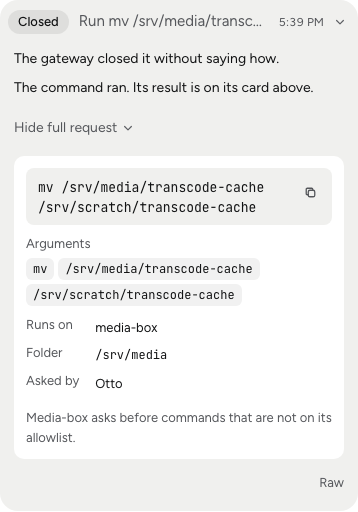 Closed Run mv /srv/media/transc... 5:39 PM
The gateway closed it without saying how.
The command ran. Its result is on its card above.
Hide full request
mv /srv/media/transcode-cache
/srv/scratch/transcode-cache
Arguments
mv /srv/media/transcode-cache
/srv/scratch/transcode-cache
Runs on media-box
Folder /srv/media
Asked by Otto
Media-box asks before commands that are not on its
allowlist.
Raw